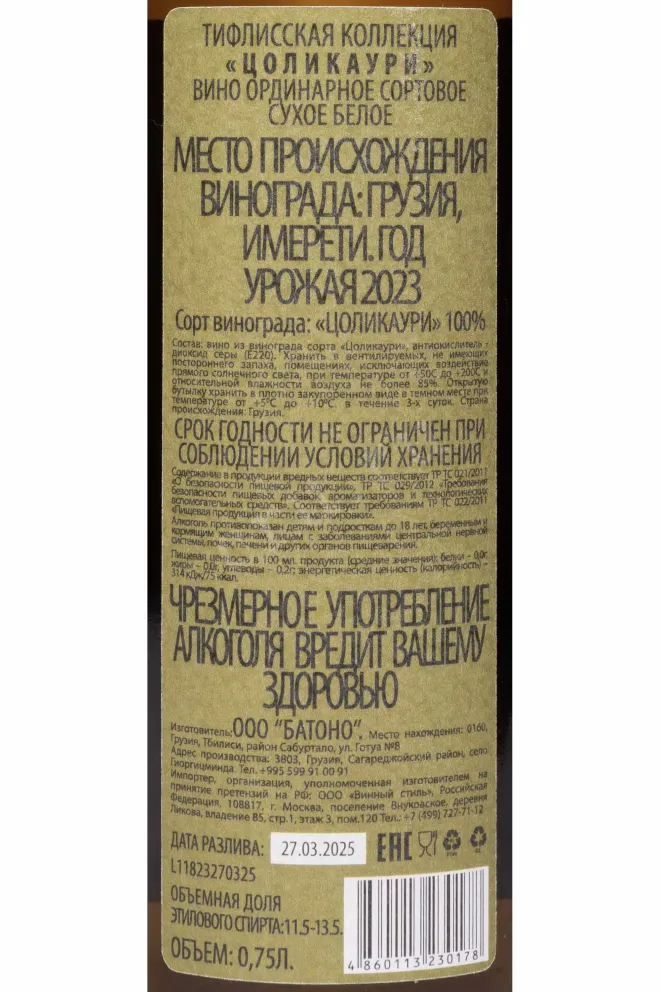 ТИФЛИССКАЯ КОЛЛЕКЦИЯ
«ЦОЛИКАУРИ»
ВИНО ОРДИНАРНОЕ СОРТОВОЕ
СУХОЕ БЕЛОЕ
МЕСТО ПРОИСХОЖДЕНИЯ
ВИНОГРАДА: ГРУЗИЯ,
ИМЕРЕТИ. ГОД
УРОЖАЯ 2023
Сорт винограда: «ЦОЛИКАУРИ» 100%
Состав: вино из винограда сорта «Цоликаури», антиокислитель -
диоксид серы (Е220). Хранить в вентилируемых, не имеющих
постороннего запаха, помещениях, исключающих воздействие
прямого солнечного света, при температуре от +50С до +200С и
относительной влажности воздуха не более 85%. Открытую
бутылку хранить в плотно закупоренном виде в темном месте при
температуре от +5°С до +10°С. в течение 3-х суток. Страна
происхождения: Грузия.
СРОК ГОДНОСТИ НЕ ОГРАНИЧЕН ПРИ
СОБЛЮДЕНИИ УСЛОВИЙ ХРАНЕНИЯ
Содержание в продукции вредных веществ соответствует ТР ТС 021/2011
«О безопасности пищевой продукции», ТР ТС 029/2012 «Требования
безопасности пищевых добавок, ароматизаторов и технологических
вспомогательных средств». Соответствует требованиям ТР ТС 022/2011
«Пищевая продукция в части ее маркировки».
Алкоголь противопоказан детям и подросткам до 18 лет, беременным и
кормящим женщинам, лицам с заболеваниями центральной нервной
системы, почек, печени и других органов пищеварения.
Пищевая ценность в 100 мл. продукта (средние значения): белки - 0,0г;
жиры - 0,0г, углеводы - 0,2г; энергетическая ценность (калорийность) -
314 кДж/75 ккал.
ЧРЕЗМЕРНОЕ УПОТРЕБЛЕНИЕ
АЛКОГОЛЯ ВРЕДИТ ВАШЕМУ
ЗДОРОВЬЮ
Изготовитель: ООО "БАТОНО". Место нахождения: 0160,
Грузия, Тбилиси, район Сабуртало, ул. Готуа №8
Адрес производства: 3803, Грузия, Сагареджойский район, село
Гиоргицминда. Тел. +995 599 91 00 91
Импортер, организация, уполномоченная изготовителем на
принятие претензий на РФ: ООО «Винный стиль», Российская
Федерация, 108817, г. Москва, поселение Внуковское, деревня
Ликова, владение 85, стр.1, этаж 3, пом.120 Тел.: +7 (499) 727-71-12
ДАТА РАЗЛИВА: 27.03.2025 ЕАС
L11823270325
ОБЪЕМНАЯ ДОЛЯ
ЭТИЛОВОГО СПИРТА: 11.5-13.5.
ОБЪЕМ: 0,75Л.
4 860113 230178